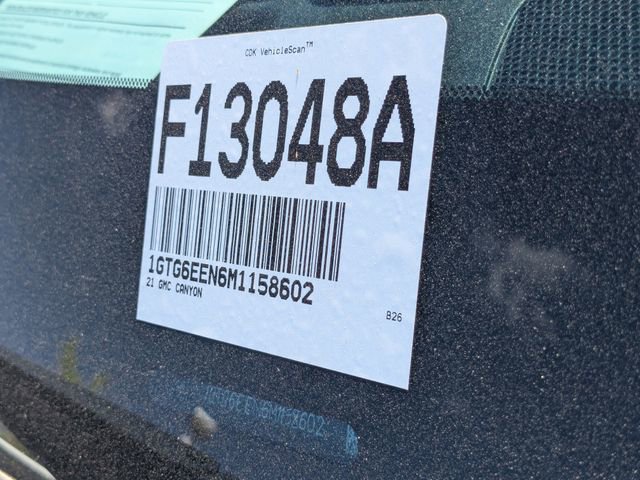 CDK VehicleScan™
F13048A
1GTG6EEN6M1158602
21 GMC CANYON
B26